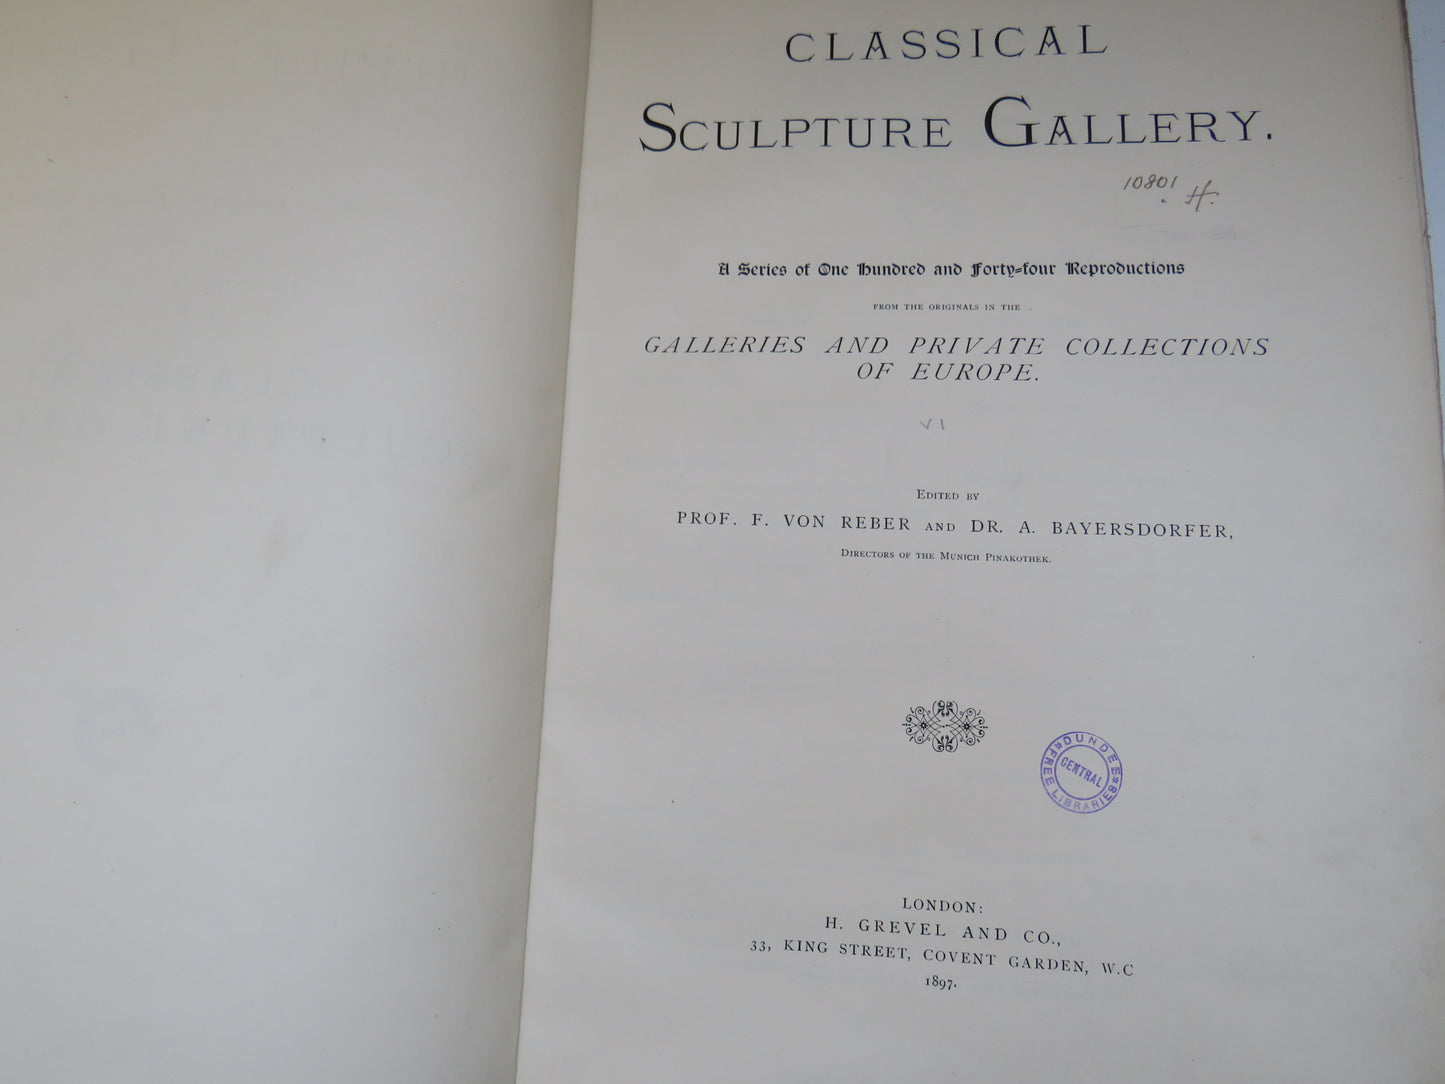 CLASSICAL
SCULPTURE GALLERY.
10801 H.
A Series of One Hundred and Forty-four Reproductions
FROM THE ORIGINALS IN THE
GALLERIES AND PRIVATE COLLECTIONS
OF EUROPE.
VI
EDITED BY
PROF. F. VON REBER AND DR. A. BAYERSDORFER,
DIRECTORS OF THE MUNICH PINAKOTHEK.
DUNDEE
FREE LIBRARIES
CENTRAL
LONDON:
H. GREVEL AND CO.,
33, KING STREET, COVENT GARDEN, W.C
1897.